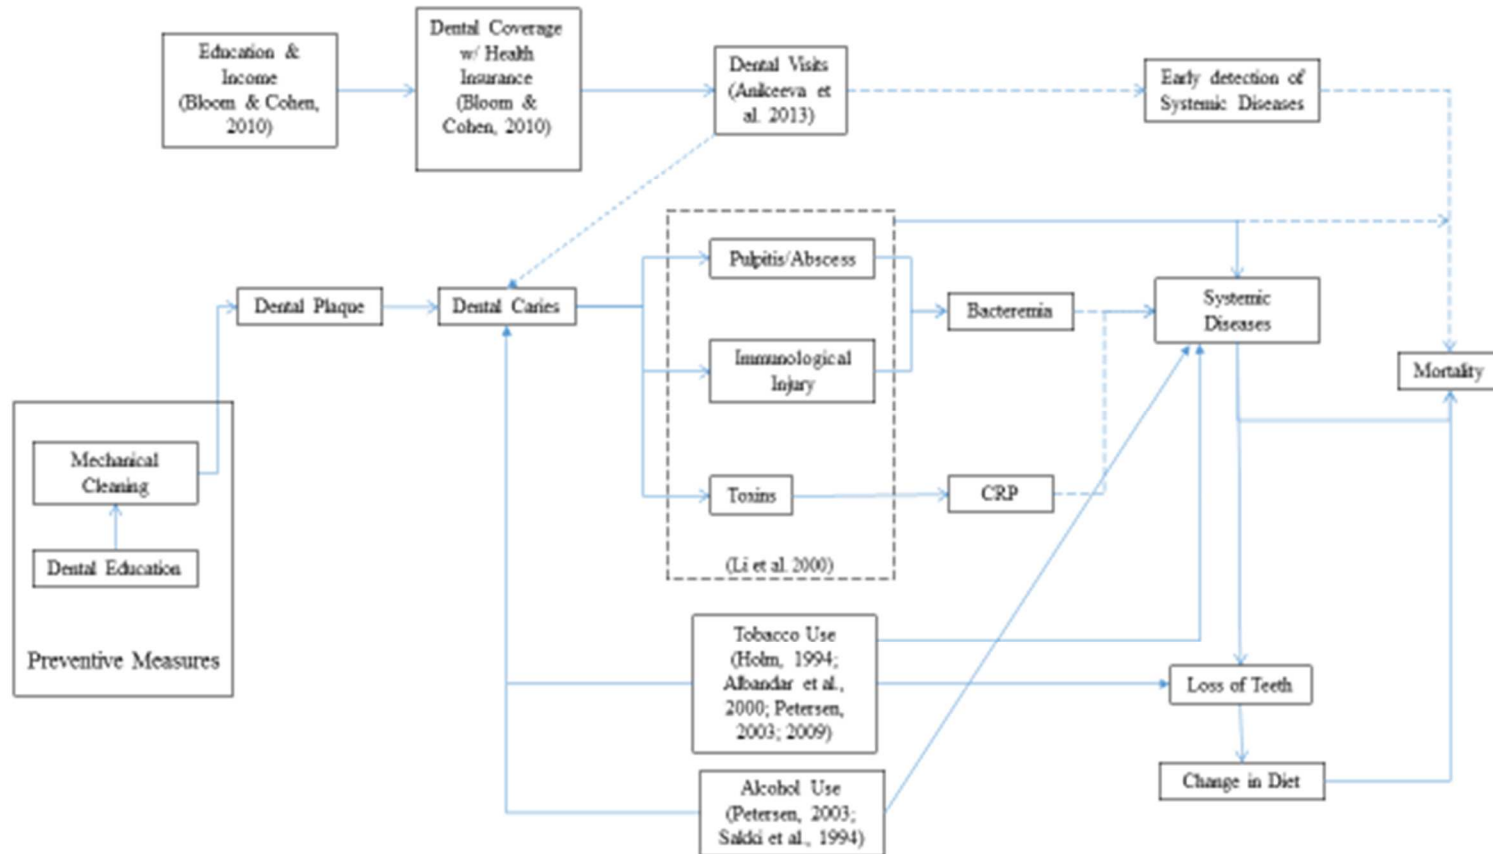 Education &
Income
(Bloom & Cohen,
2010)
Dental Coverage
w/ Health
Insurance
(Bloom &
Cohen, 2010)
Dental Visits
(Anikeeva et
al. 2013)
Early detection of
Systemic Diseases
Pulpitis/Abscess
Dental Plaque
Dental Caries
Bacteremia
Systemic
Diseases
Immunological
Injury
Mortality
Mechanical
Cleaning
Toxins
CRP
Dental Education
(Li et al. 2000)
Preventive Measures
Tobacco Use
(Holm, 1994;
Albandar et al.,
2000; Petersen,
2003; 2009)
Loss of Teeth
Change in Diet
Alcohol Use
(Petersen, 2003;
Sakki et al., 1994)